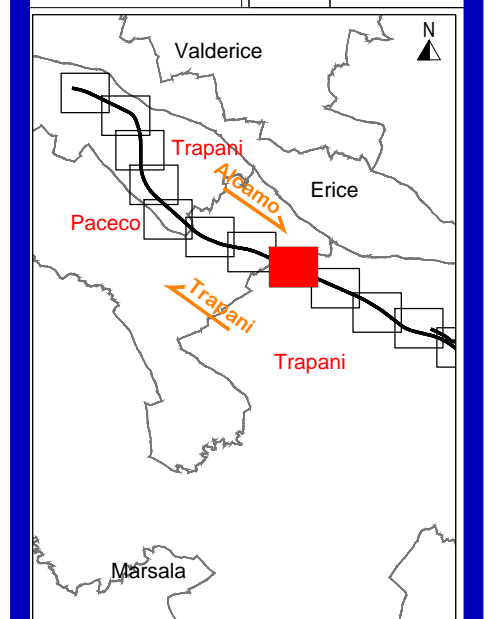 N
Valderice
Trapani
Alcamo
Erice
Paceco
Trapani
Trapani
Marsala